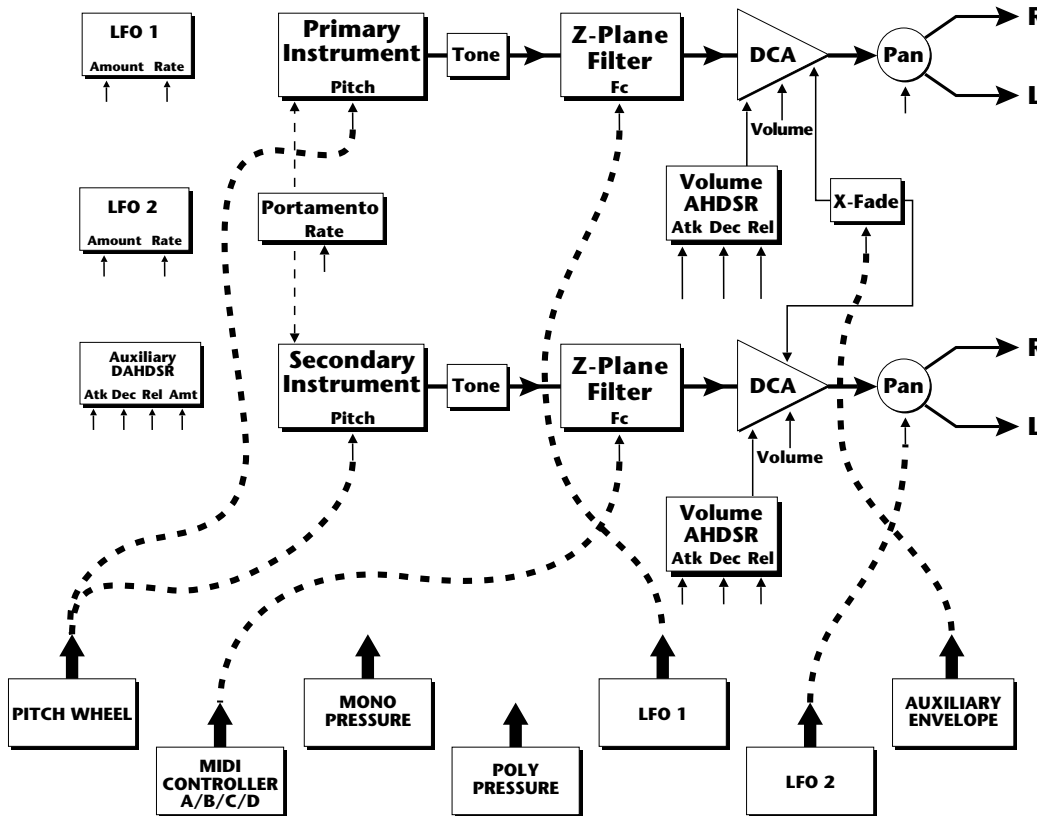 LFO 1
Amount Rate
Primary
Instrument
Pitch
Tone
Z-Plane
Filter
Fc
DCA
Volume
Pan
R
L
LFO 2
Amount Rate
Portamento
Rate
Volume
AHDSR
Atk Dec Rel
X-Fade
Auxiliary
DAHDSR
Atk Dec Rel Amt
Secondary
Instrument
Pitch
Tone
Z-Plane
Filter
Fc
DCA
Volume
Pan
R
L
Volume
AHDSR
Atk Dec Rel
PITCH WHEEL
MIDI
CONTROLLER
A/B/C/D
MONO
PRESSURE
POLY
PRESSURE
LFO 1
LFO 2
AUXILIARY
ENVELOPE